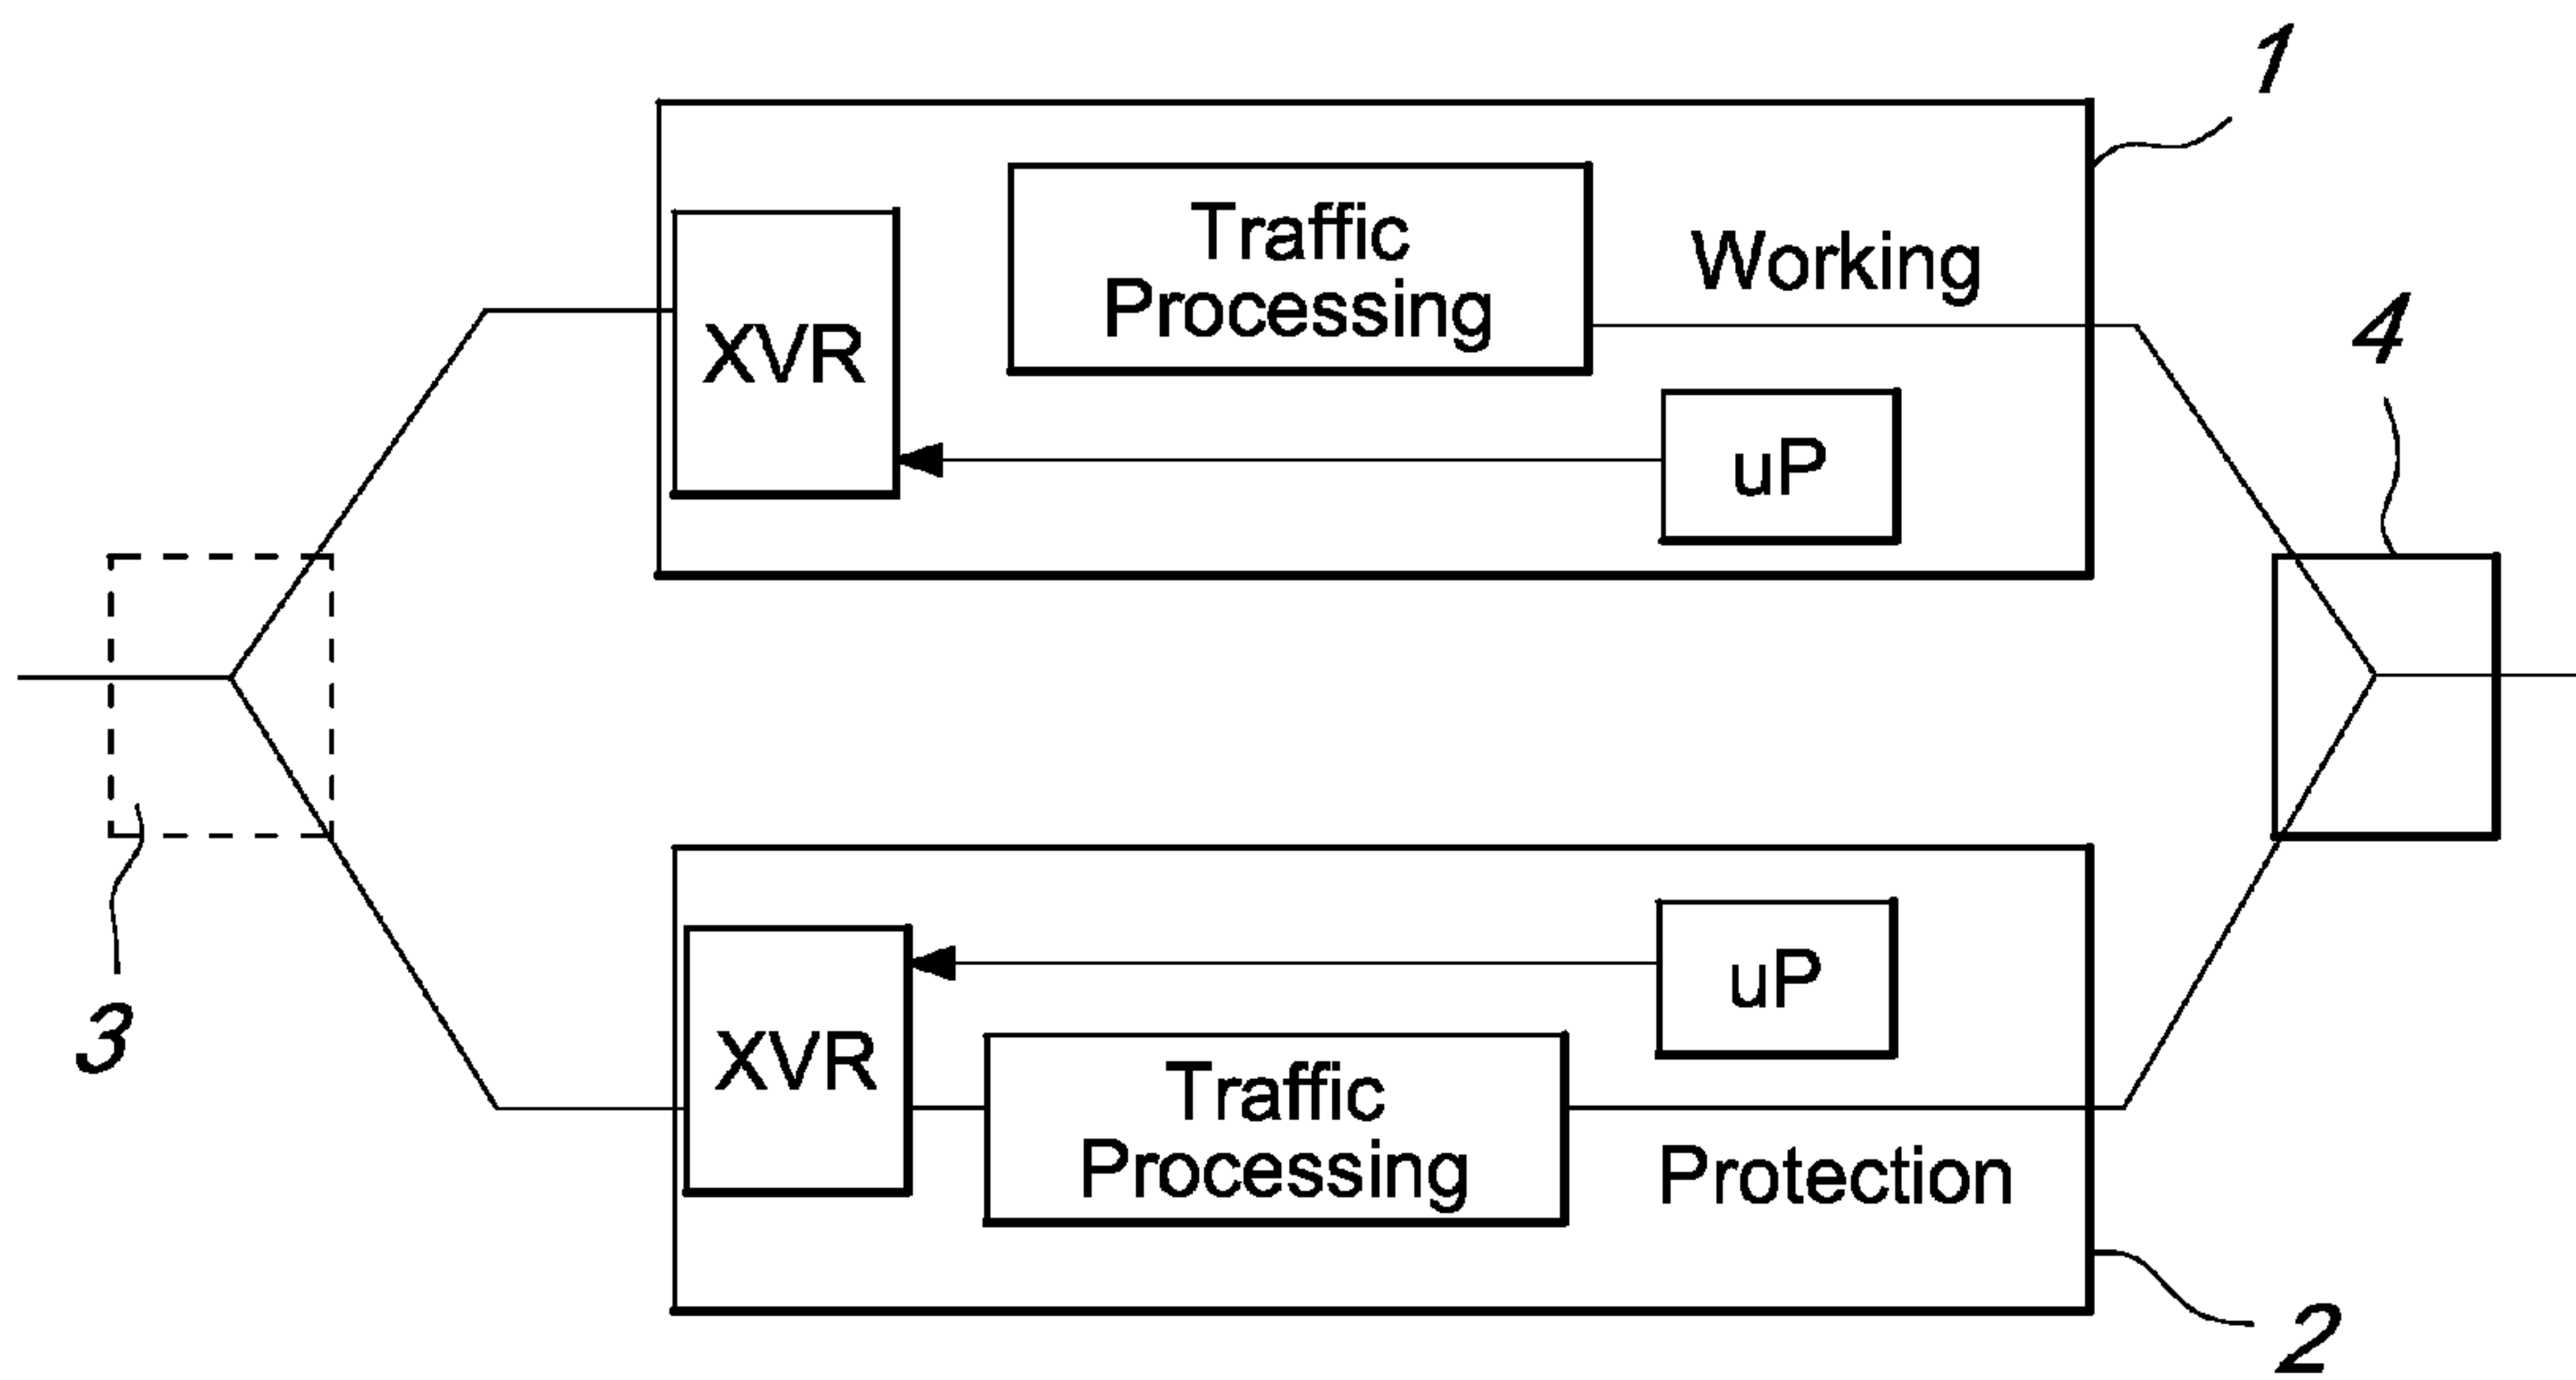 1
Traffic
Processing
Working
XVR
uP
4
3
uP
XVR
Traffic
Processing
Protection
2